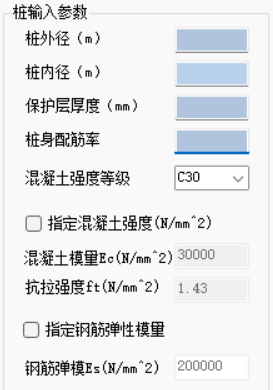 桩输入参数
桩外径（m）
桩内径（m）
保护层厚度（mm）
桩身配筋率
混凝土强度等级 C30
指定混凝土强度(N/mm^2)
混凝土模量Ec(N/mm^2) 30000
抗拉强度ft(N/mm^2) 1.43
指定钢筋弹性模量
钢筋弹模Es(N/mm^2) 200000